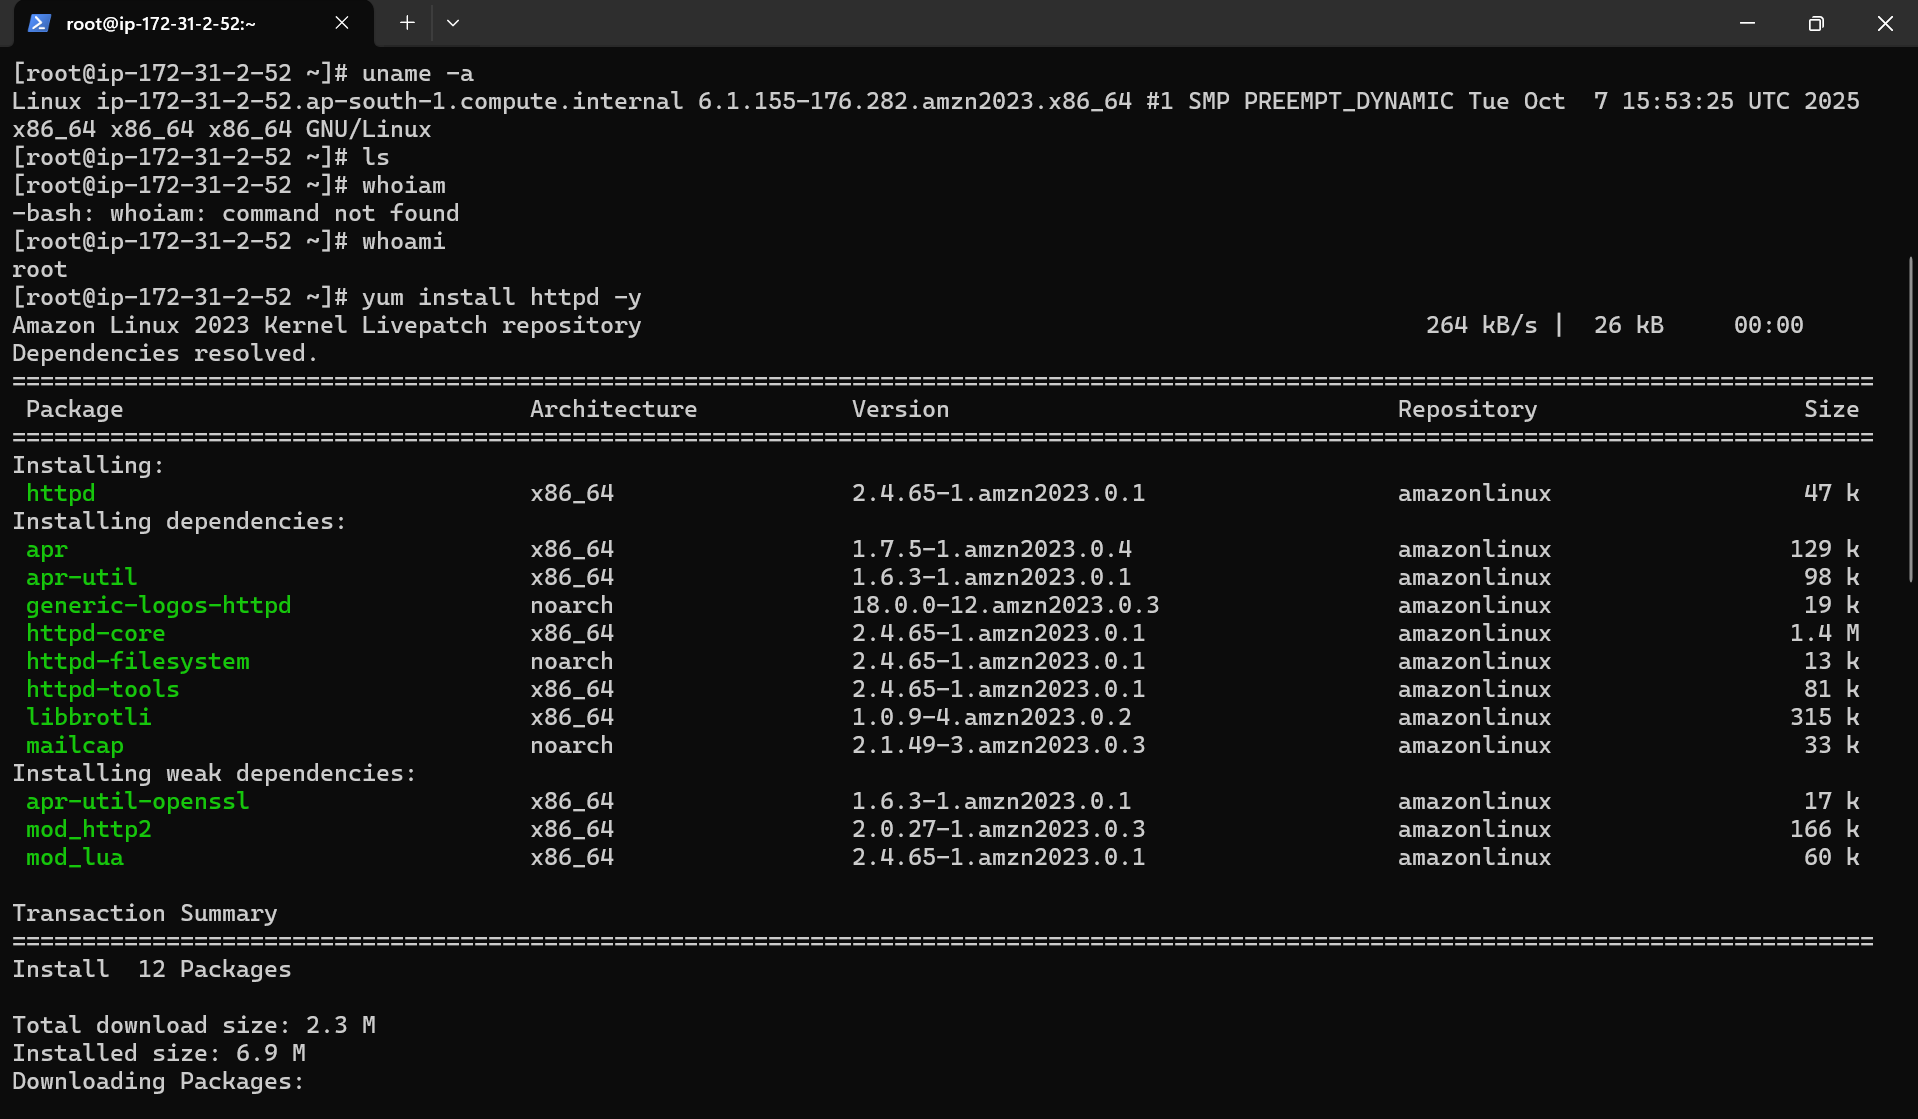 root@ip-172-31-2-52:~
[root@ip-172-31-2-52 ~]# uname -a
Linux ip-172-31-2-52.ap-south-1.compute.internal 6.1.155-176.282.amzn2023.x86_64 #1 SMP PREEMPT_DYNAMIC Tue Oct  7 15:53:25 UTC 2025
x86_64 x86_64 x86_64 GNU/Linux
[root@ip-172-31-2-52 ~]# ls
[root@ip-172-31-2-52 ~]# whoiam
-bash: whoiam: command not found
[root@ip-172-31-2-52 ~]# whoami
root
[root@ip-172-31-2-52 ~]# yum install httpd -y
Amazon Linux 2023 Kernel Livepatch repository 264 kB/s |  26 kB     00:00
Dependencies resolved.
=====================================================================================================================================
Package Architecture Version Repository Size
=====================================================================================================================================
Installing:
httpd x86_64 2.4.65-1.amzn2023.0.1 amazonlinux 47 k
Installing dependencies:
apr x86_64 1.7.5-1.amzn2023.0.4 amazonlinux 129 k
apr-util x86_64 1.6.3-1.amzn2023.0.1 amazonlinux 98 k
generic-logos-httpd noarch 18.0.0-12.amzn2023.0.3 amazonlinux 19 k
httpd-core x86_64 2.4.65-1.amzn2023.0.1 amazonlinux 1.4 M
httpd-filesystem noarch 2.4.65-1.amzn2023.0.1 amazonlinux 13 k
httpd-tools x86_64 2.4.65-1.amzn2023.0.1 amazonlinux 81 k
libbrotli x86_64 1.0.9-4.amzn2023.0.2 amazonlinux 315 k
mailcap noarch 2.1.49-3.amzn2023.0.3 amazonlinux 33 k
Installing weak dependencies:
apr-util-openssl x86_64 1.6.3-1.amzn2023.0.1 amazonlinux 17 k
mod_http2 x86_64 2.0.27-1.amzn2023.0.3 amazonlinux 166 k
mod_lua x86_64 2.4.65-1.amzn2023.0.1 amazonlinux 60 k
Transaction Summary
=====================================================================================================================================
Install  12 Packages
Total download size: 2.3 M
Installed size: 6.9 M
Downloading Packages: